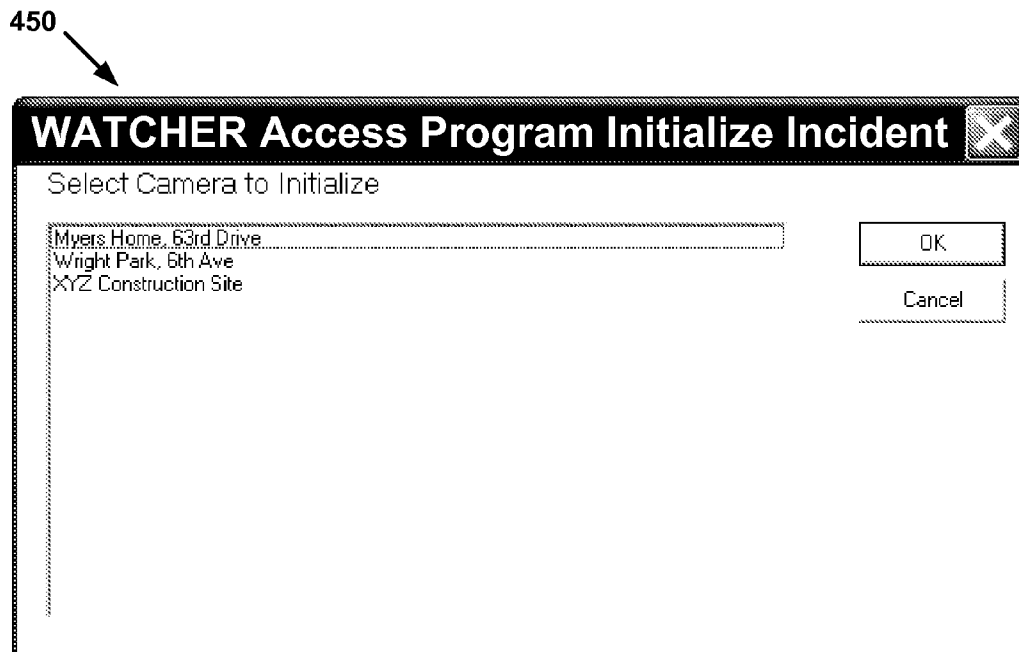 450
WATCHER Access Program Initialize Incident
Select Camera to Initialize
Myers Home, 63rd Drive
Wright Park, 6th Ave
XYZ Construction Site
OK
Cancel